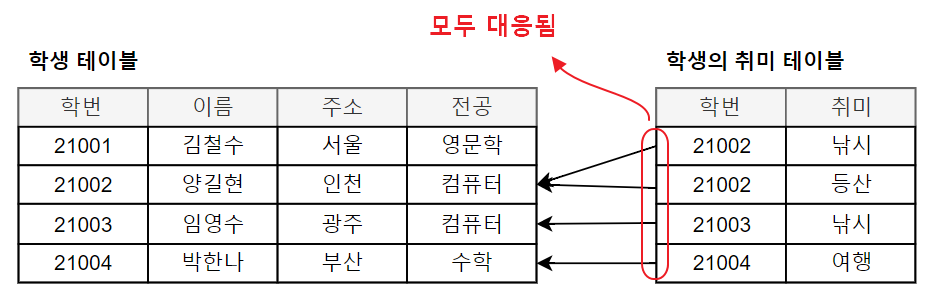 모두 대응됨
학생 테이블
학생의 취미 테이블
학번 이름 주소 전공
21001 김철수 서울 영문학
21002 양길현 인천 컴퓨터
21003 임영수 광주 컴퓨터
21004 박한나 부산 수학
학번 취미
21002 낚시
21002 등산
21003 낚시
21004 여행